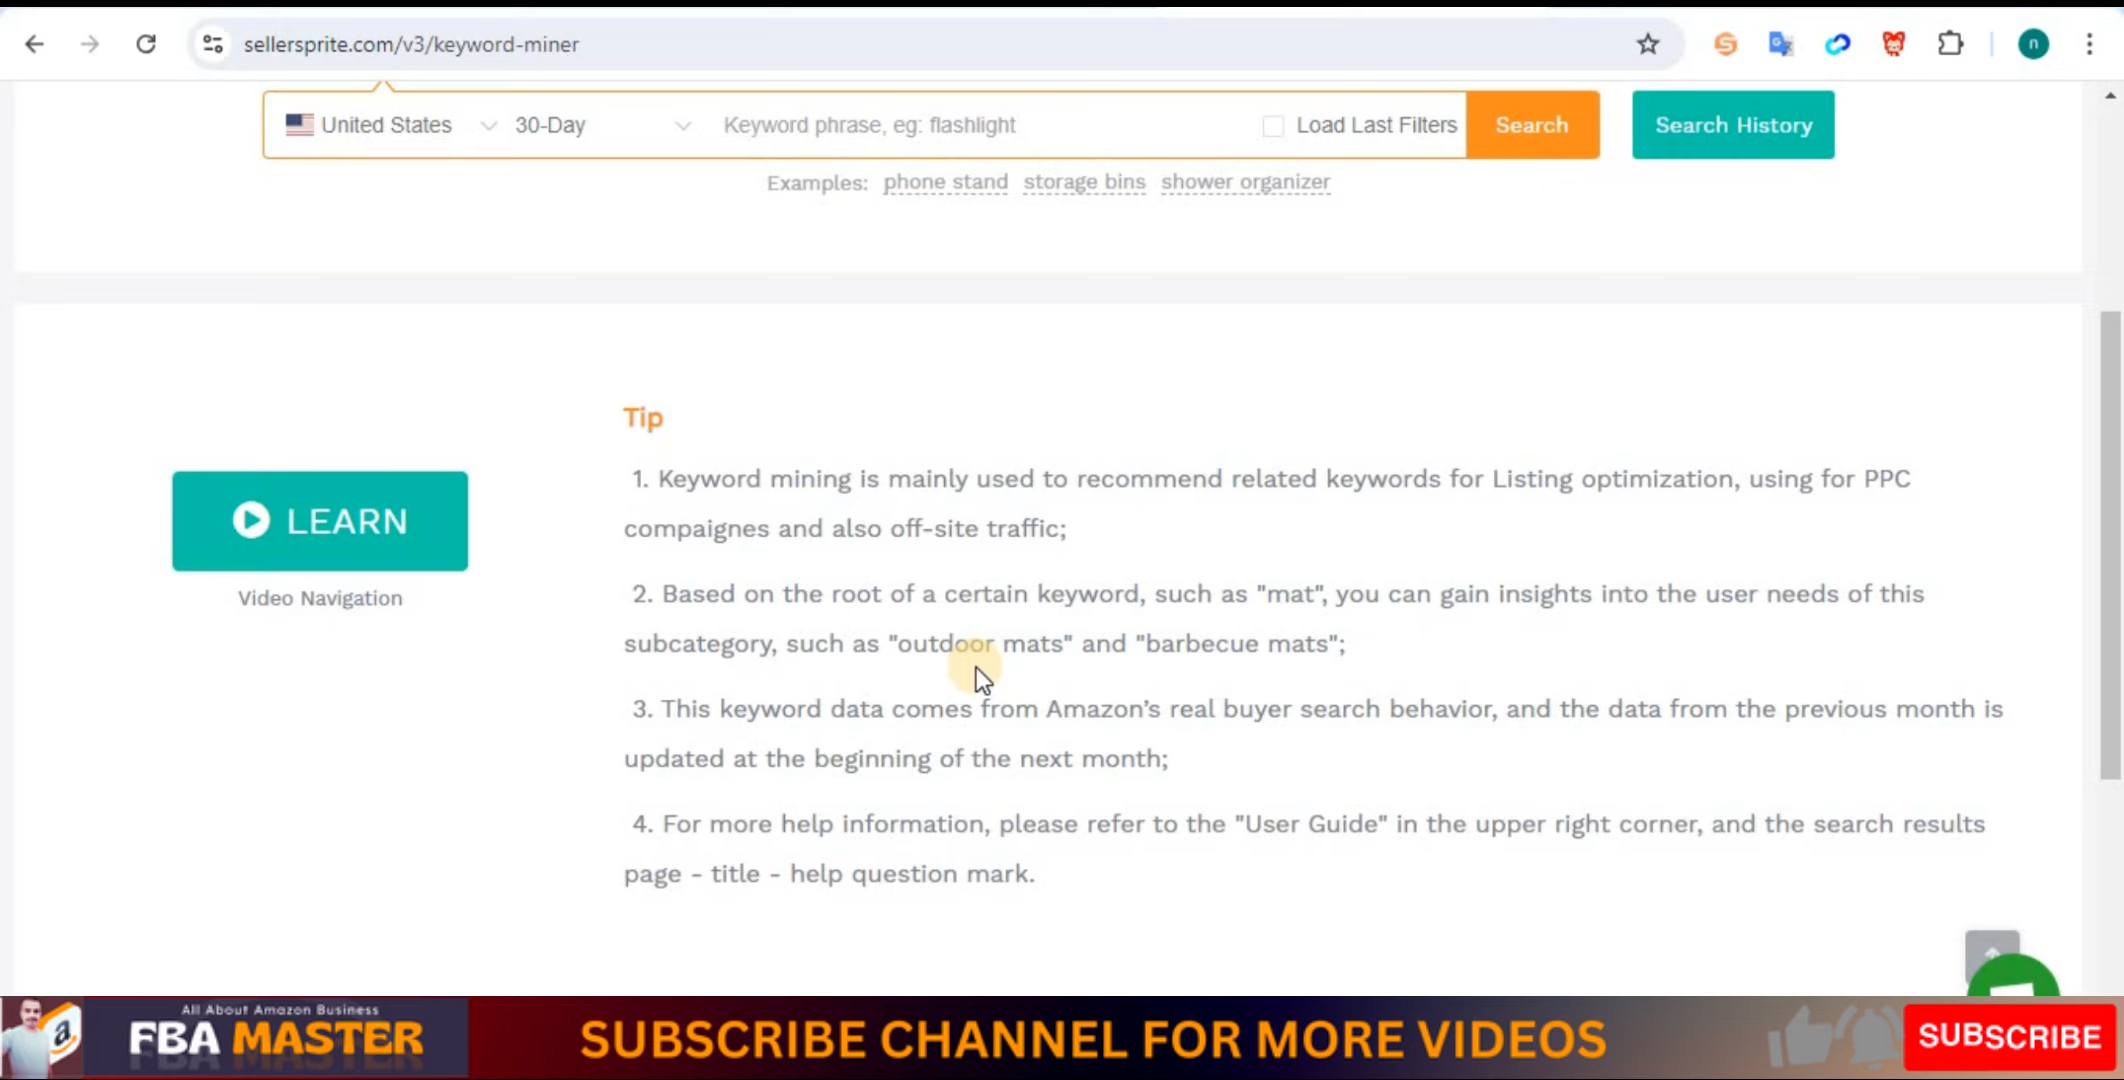 sellersprite.com/v3/keyword-miner
n
United States 30-Day Keyword phrase, eg: flashlight Load Last Filters Search Search History
Examples: phone stand storage bins shower organizer
Tip
1. Keyword mining is mainly used to recommend related keywords for Listing optimization, using for PPC
compaignes and also off-site traffic;
LEARN
Video Navigation
2. Based on the root of a certain keyword, such as "mat", you can gain insights into the user needs of this
subcategory, such as "outdoor mats" and "barbecue mats";
3. This keyword data comes from Amazon's real buyer search behavior, and the data from the previous month is
updated at the beginning of the next month;
4. For more help information, please refer to the "User Guide" in the upper right corner, and the search results
page - title - help question mark.
All About Amazon Business
FBA MASTER
SUBSCRIBE CHANNEL FOR MORE VIDEOS
SUBSCRIBE